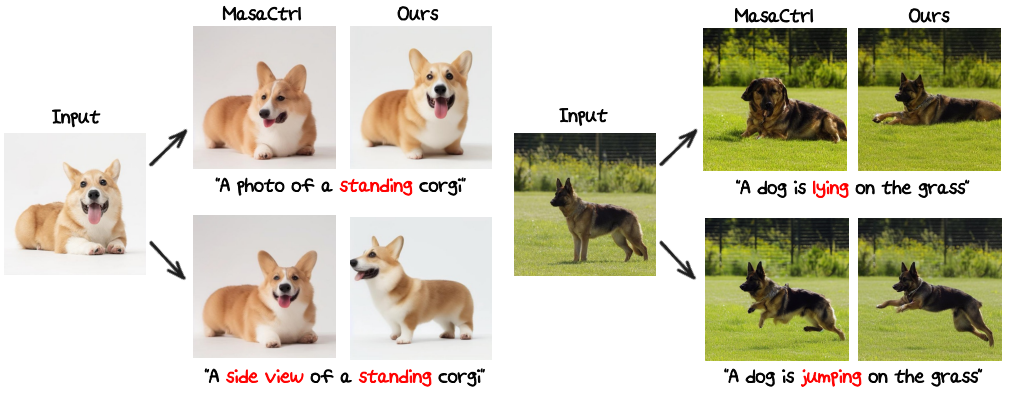 MasaCtrl Ours
Input
"A photo of a standing corgi"
"A side view of a standing corgi"
MasaCtrl Ours
Input
"A dog is lying on the grass"
"A dog is jumping on the grass"